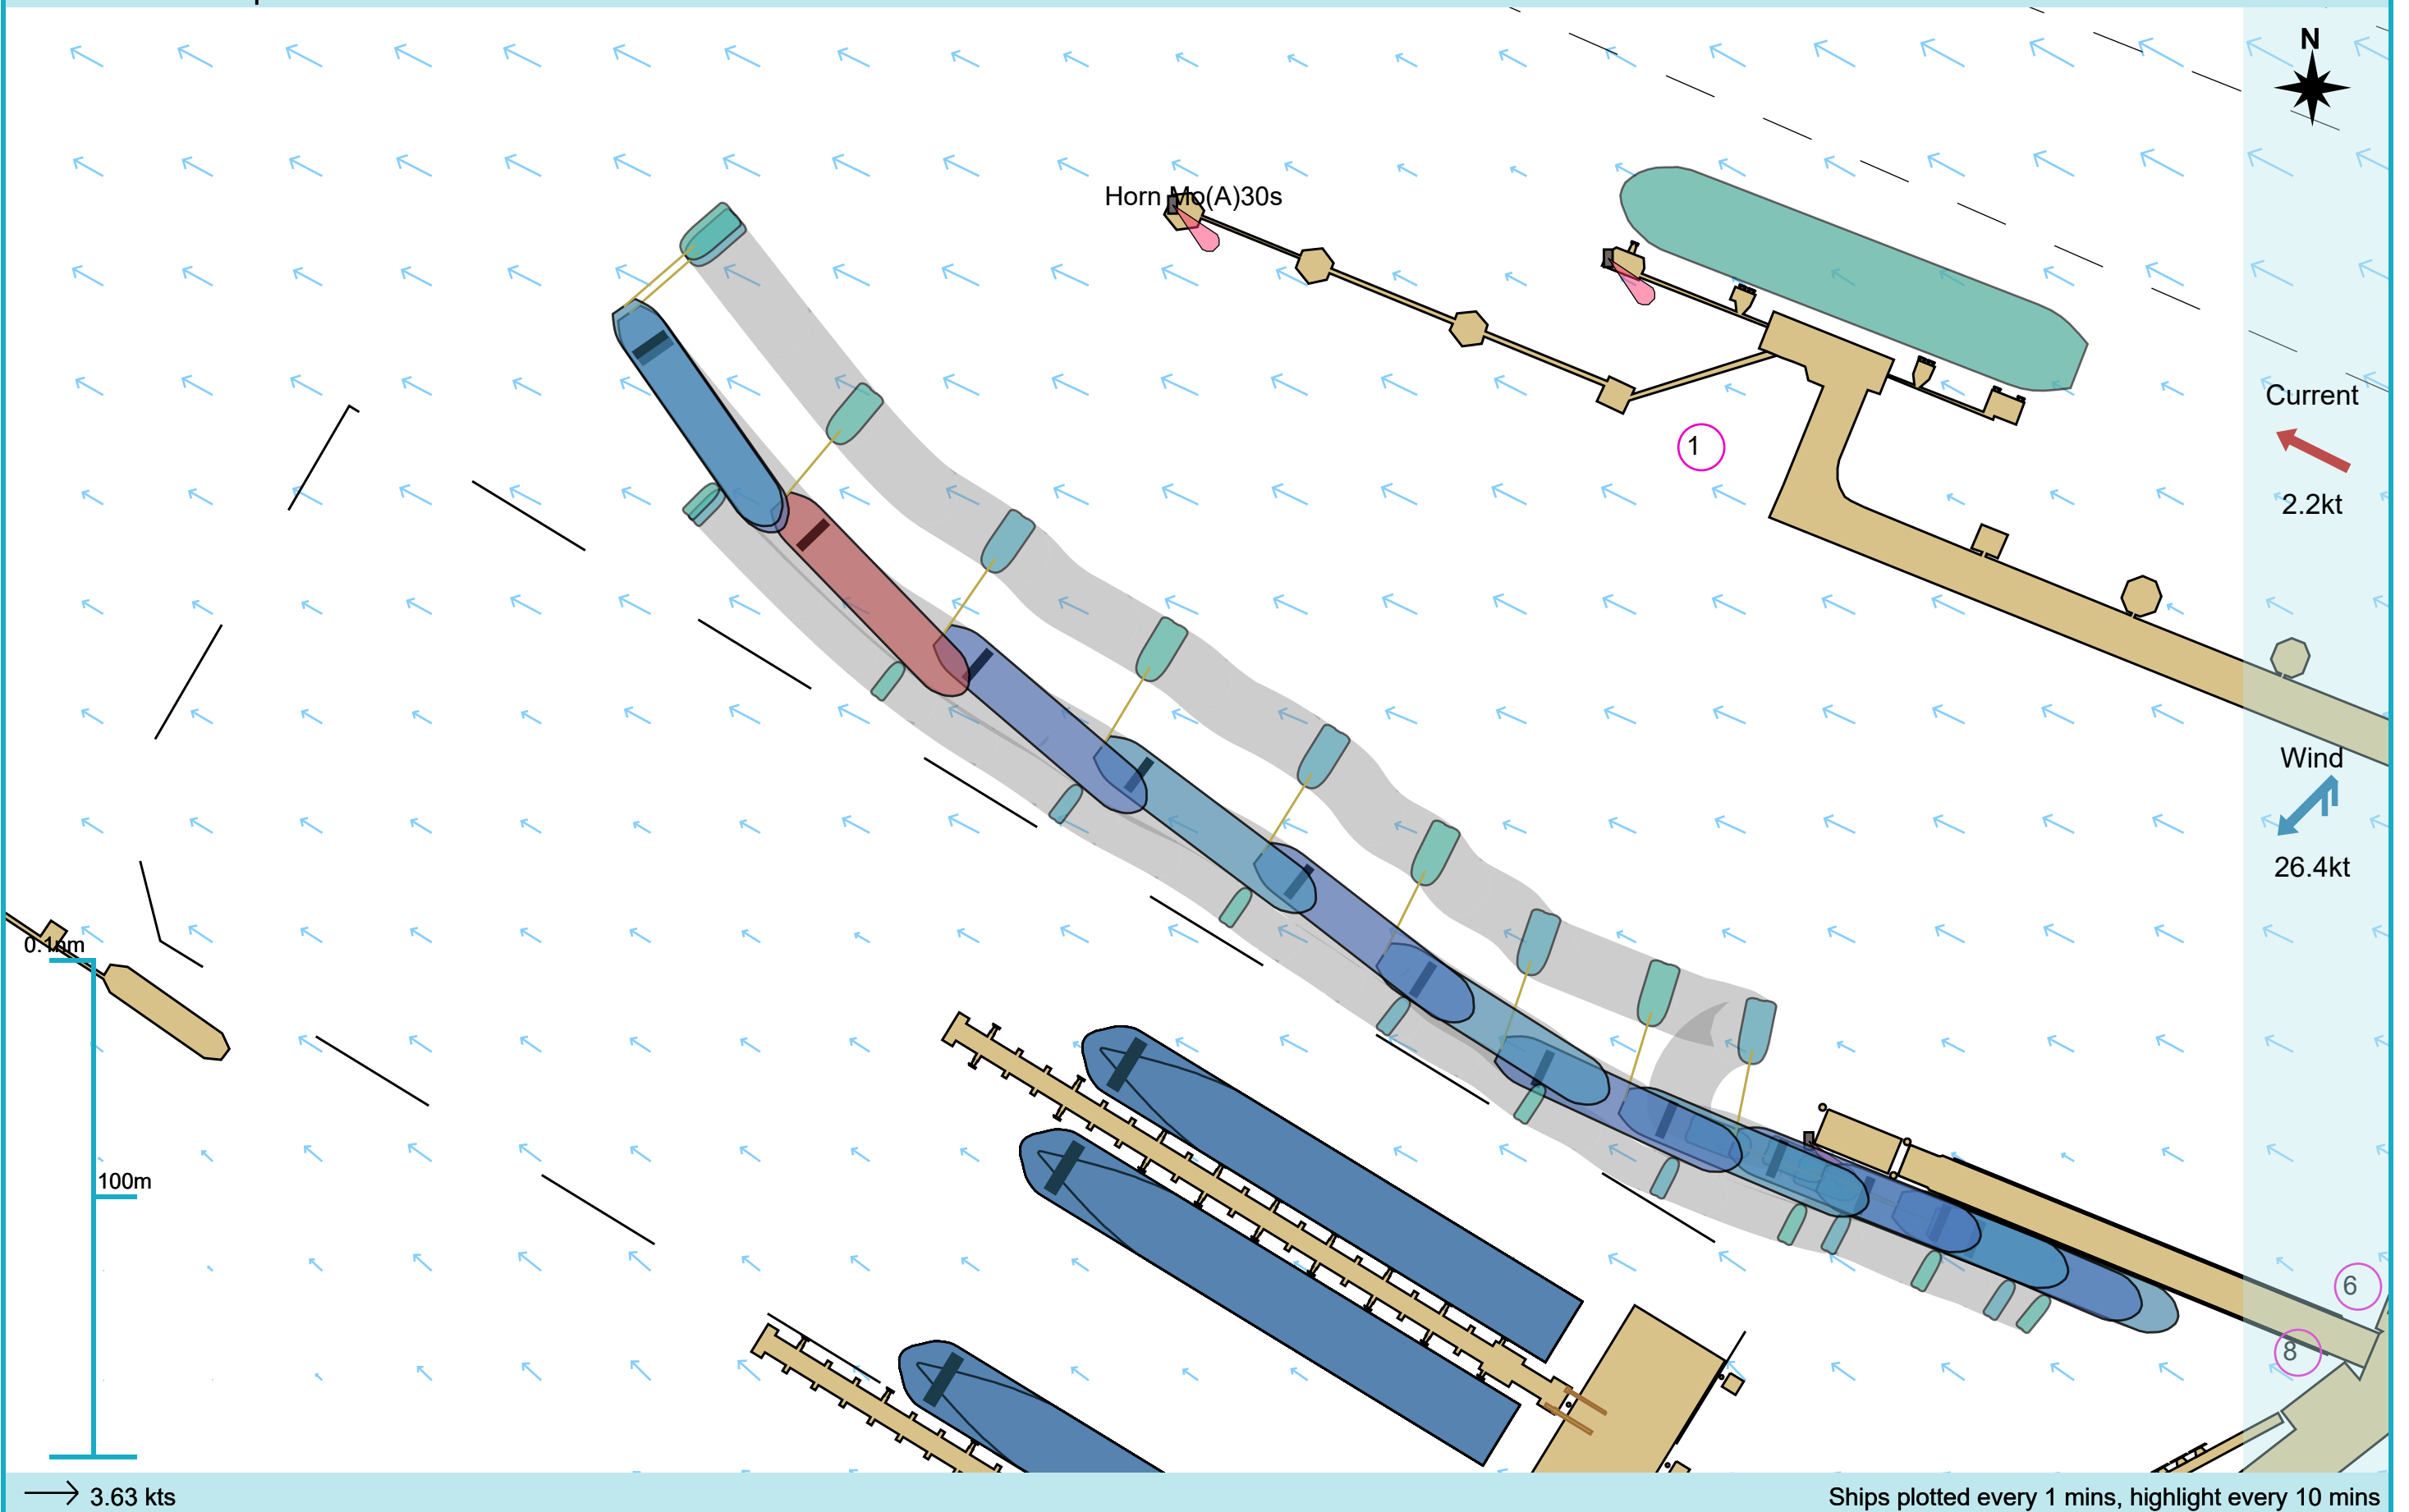 N
Horn Mo(A)30s
Current
1
2.2kt
Wind
26.4kt
0.1nm
100m
6
8
3.63 kts
Ships plotted every 1 mins, highlight every 10 mins